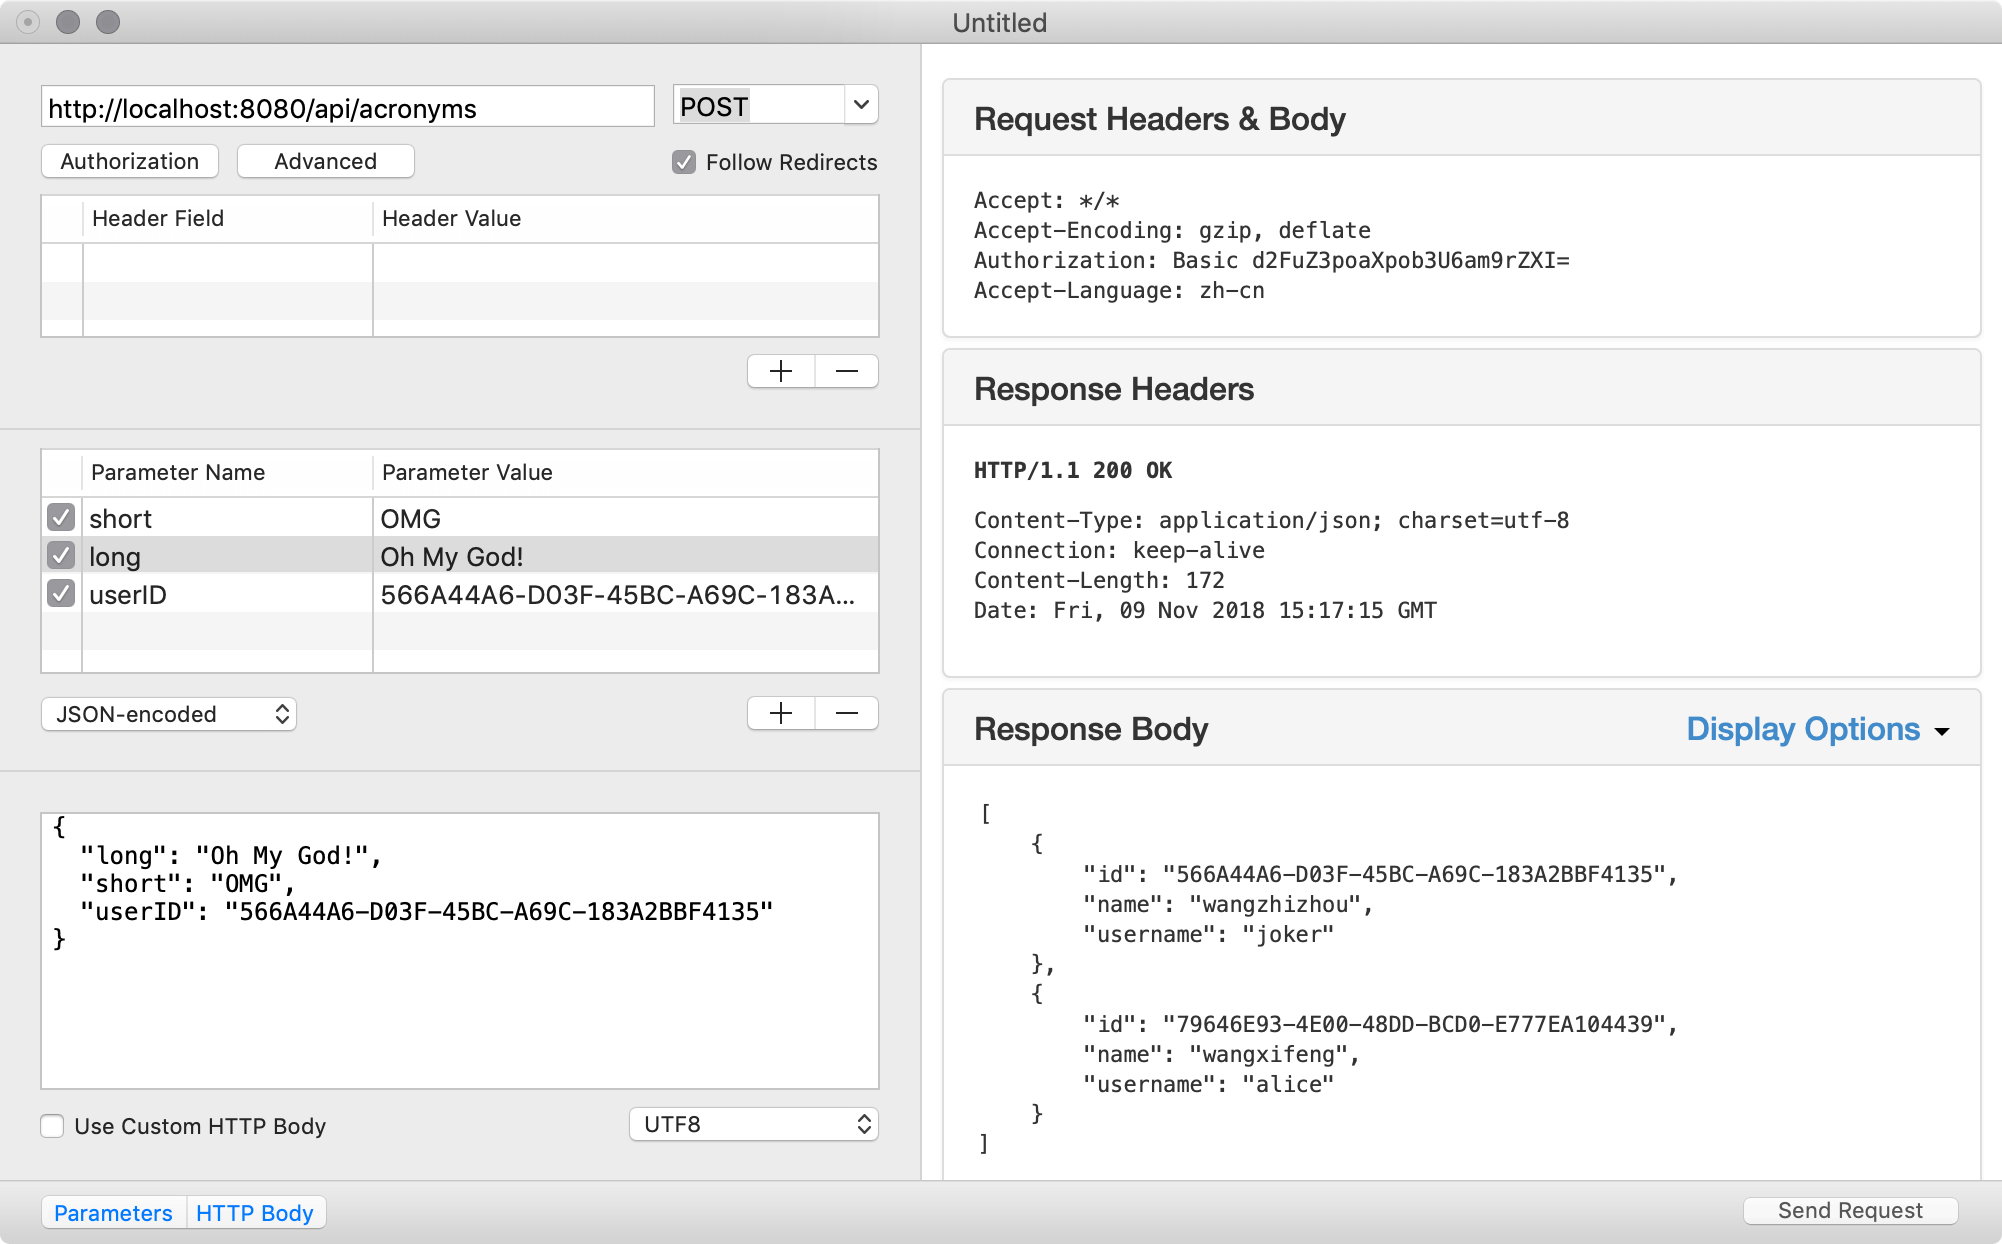 Untitled
http://localhost:8080/api/acronyms
POST
Authorization
Advanced
Follow Redirects
Header Field
Header Value
Parameter Name
Parameter Value
short
OMG
long
Oh My God!
userID
566A44A6-D03F-45BC-A69C-183A...
JSON-encoded
{
"long": "Oh My God!",
"short": "OMG",
"userID": "566A44A6-D03F-45BC-A69C-183A2BBF4135"
}
Use Custom HTTP Body
UTF8
Parameters
HTTP Body
Request Headers & Body
Accept: */*
Accept-Encoding: gzip, deflate
Authorization: Basic d2FuZ3poaXpob3U6am9rZXI=
Accept-Language: zh-cn
Response Headers
HTTP/1.1 200 OK
Content-Type: application/json; charset=utf-8
Connection: keep-alive
Content-Length: 172
Date: Fri, 09 Nov 2018 15:17:15 GMT
Response Body
Display Options
[
{
"id": "566A44A6-D03F-45BC-A69C-183A2BBF4135",
"name": "wangzhizhou",
"username": "joker"
},
{
"id": "79646E93-4E00-48DD-BCD0-E777EA104439",
"name": "wangxifeng",
"username": "alice"
}
]
Send Request